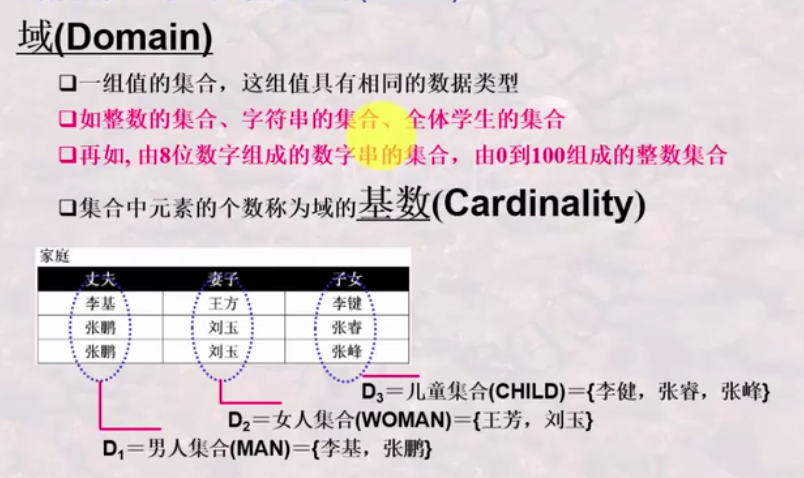 域(Domain)
❑一组值的集合，这组值具有相同的数据类型
❑如整数的集合、字符串的集合、全体学生的集合
❑再如, 由8位数字组成的数字串的集合，由0到100组成的整数集合
❑集合中元素的个数称为域的基数(Cardinality)
家庭
丈夫 妻子 子女
李基 王方 李键
张鹏 刘玉 张睿
张鹏 刘玉 张峰
D₃＝儿童集合(CHILD)＝{李健，张睿，张峰}
D₂＝女人集合(WOMAN)＝{王芳，刘玉}
D₁＝男人集合(MAN)＝{李基，张鹏}